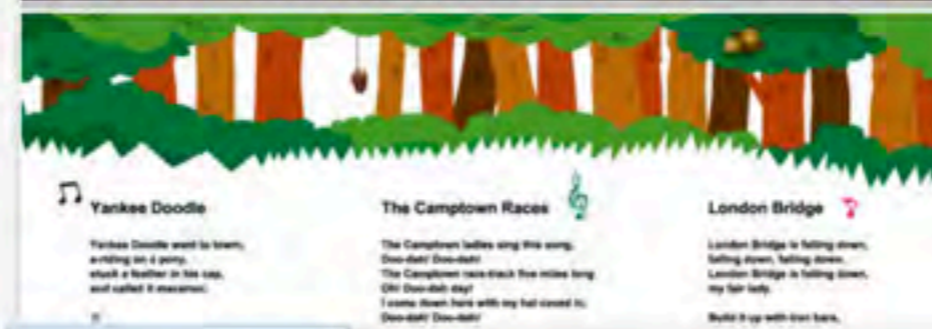 Yankee Doodle
Yankee Doodle went to town,
a-riding on a pony,
stuck a feather in his cap,
and called it macaroni.
The Camptown Races
The Camptown ladies sing this song,
Doo-dah! Doo-dah!
The Camptown race-track five miles long
Oh! Doo-dah day!
I come down here with my hat caved in,
Doo-dah! Doo-dah!
London Bridge
London Bridge is falling down,
falling down, falling down.
London Bridge is falling down,
my fair lady.
Build it up with iron bars,